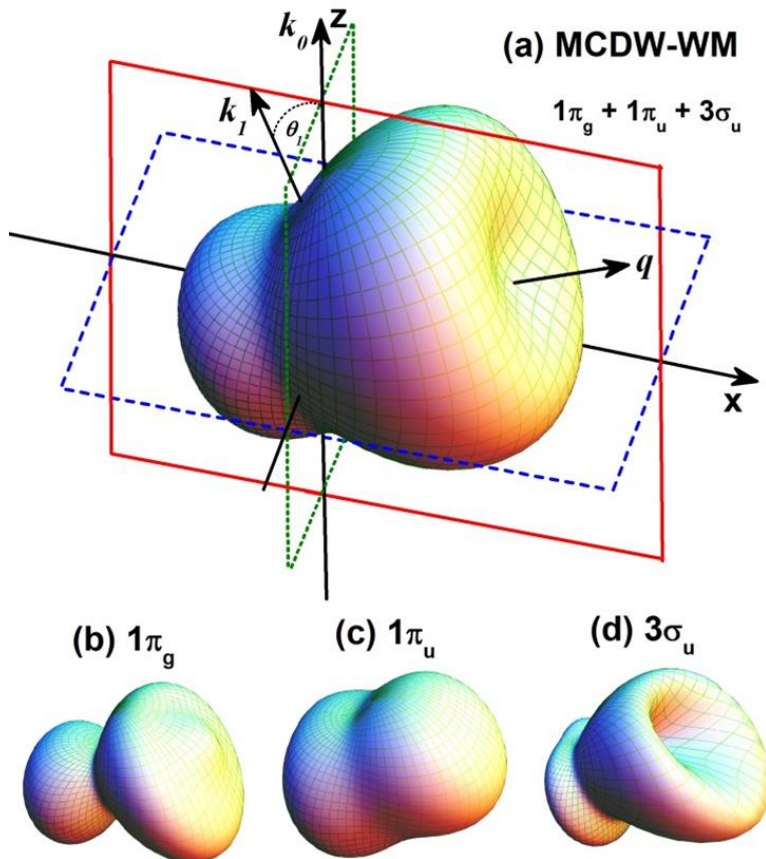 k₀ z
(a) MCDW-WM
k₁
θ₁
1πg + 1πu + 3σu
q
x
(b) 1πg
(c) 1πu
(d) 3σu